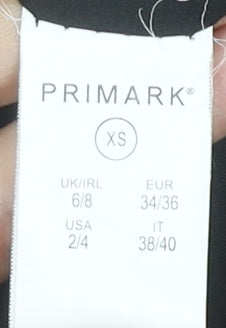 PRIMARK®
XS
UK/IRL EUR
6/8 34/36
USA IT
2/4 38/40